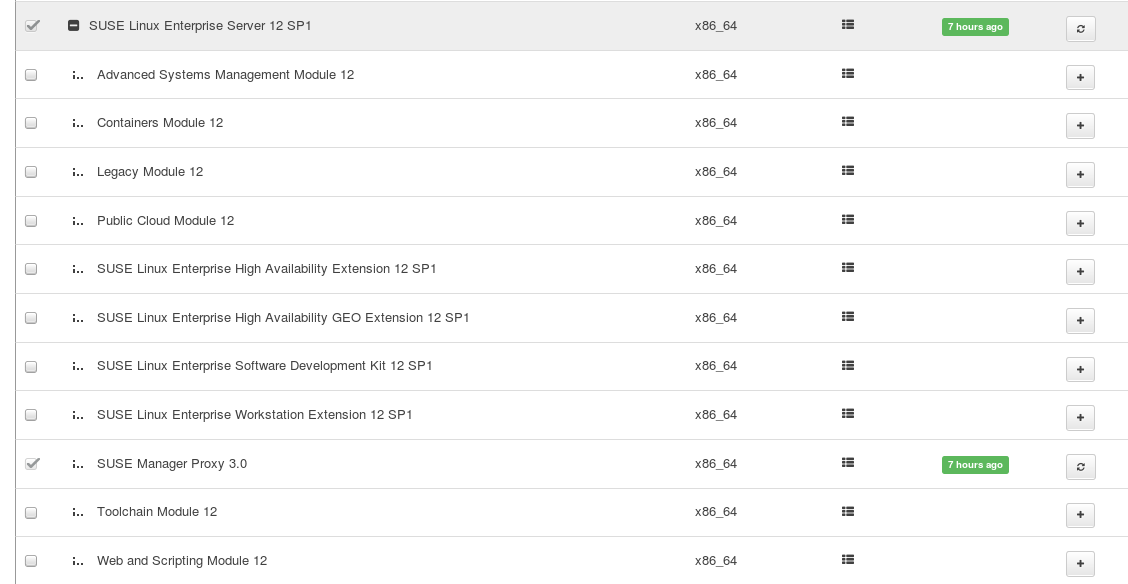 SUSE Linux Enterprise Server 12 SP1 x86_64 7 hours ago
Advanced Systems Management Module 12 x86_64
Containers Module 12 x86_64
Legacy Module 12 x86_64
Public Cloud Module 12 x86_64
SUSE Linux Enterprise High Availability Extension 12 SP1 x86_64
SUSE Linux Enterprise High Availability GEO Extension 12 SP1 x86_64
SUSE Linux Enterprise Software Development Kit 12 SP1 x86_64
SUSE Linux Enterprise Workstation Extension 12 SP1 x86_64
SUSE Manager Proxy 3.0 x86_64 7 hours ago
Toolchain Module 12 x86_64
Web and Scripting Module 12 x86_64